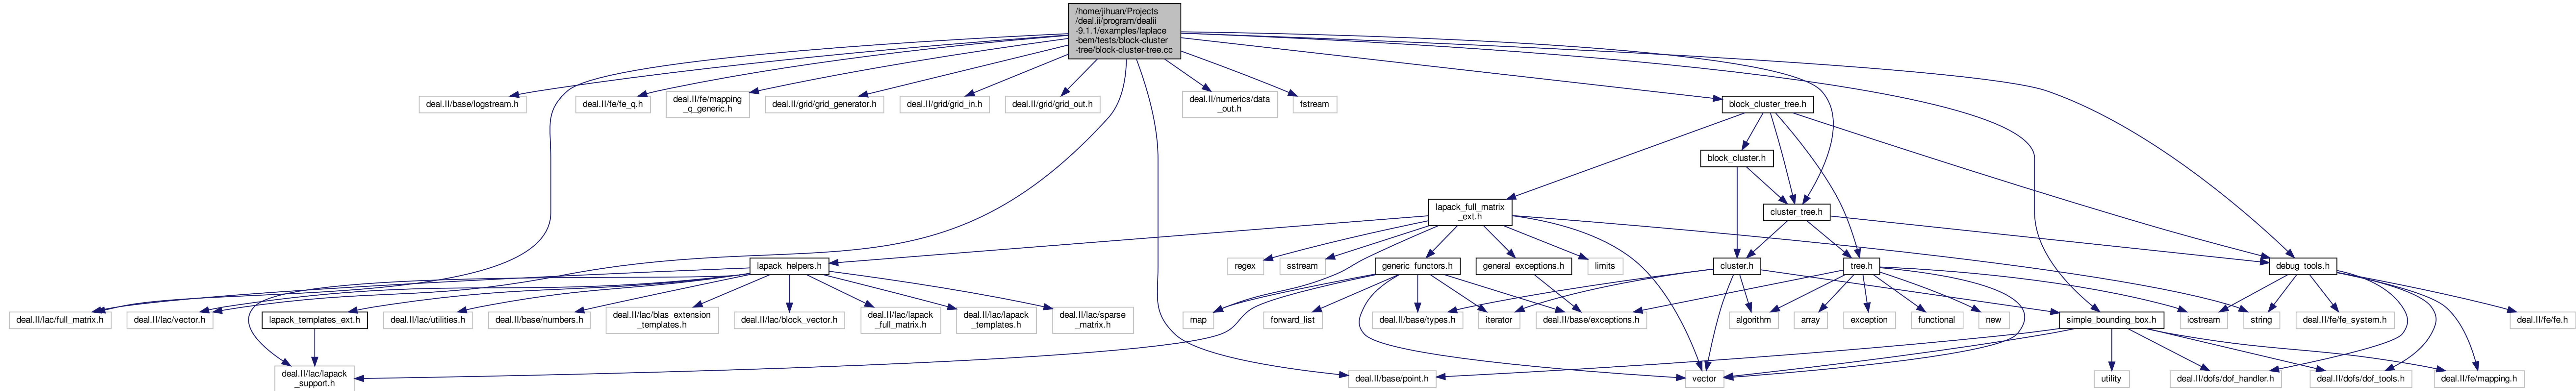 /home/jihuan/Projects
/deal.ii/program/dealii
-9.1.1/examples/laplace
-bem/tests/block-cluster
-tree/block-cluster-tree.cc
deal.II/base/logstream.h
deal.II/fe/fe_q.h
deal.II/fe/mapping
_q_generic.h
deal.II/grid/grid_generator.h
deal.II/grid/grid_in.h
deal.II/grid/grid_out.h
deal.II/numerics/data
_out.h
fstream
block_cluster_tree.h
block_cluster.h
lapack_full_matrix
_ext.h
cluster_tree.h
lapack_helpers.h
regex
sstream
generic_functors.h
general_exceptions.h
limits
cluster.h
tree.h
debug_tools.h
deal.II/lac/full_matrix.h
deal.II/lac/vector.h
lapack_templates_ext.h
deal.II/lac/utilities.h
deal.II/base/numbers.h
deal.II/lac/blas_extension
_templates.h
deal.II/lac/block_vector.h
deal.II/lac/lapack
_full_matrix.h
deal.II/lac/lapack
_templates.h
deal.II/lac/sparse
_matrix.h
map
forward_list
deal.II/base/types.h
iterator
deal.II/base/exceptions.h
algorithm
array
exception
functional
new
simple_bounding_box.h
iostream
string
deal.II/fe/fe_system.h
deal.II/fe/fe.h
deal.II/lac/lapack
_support.h
deal.II/base/point.h
vector
utility
deal.II/dofs/dof_handler.h
deal.II/dofs/dof_tools.h
deal.II/fe/mapping.h